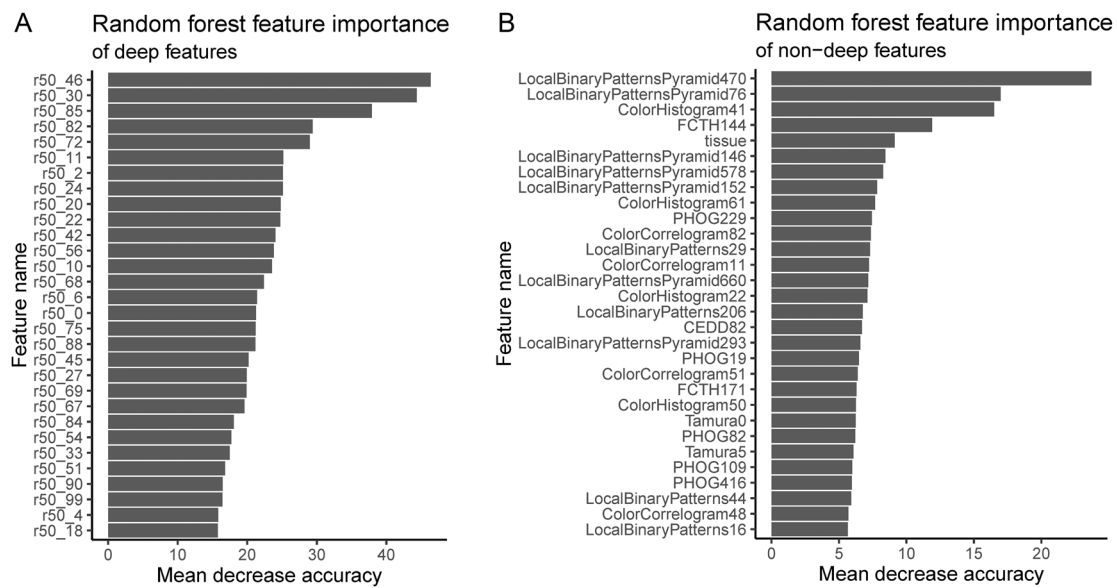 A
Random forest feature importance
of deep features
Feature name
r50_46
r50_30
r50_85
r50_82
r50_72
r50_11
r50_2
r50_24
r50_20
r50_22
r50_42
r50_56
r50_10
r50_68
r50_6
r50_0
r50_75
r50_88
r50_45
r50_27
r50_69
r50_67
r50_84
r50_54
r50_33
r50_51
r50_90
r50_99
r50_4
r50_18
0 10 20 30 40
Mean decrease accuracy
B
Random forest feature importance
of non-deep features
Feature name
LocalBinaryPatternsPyramid470
LocalBinaryPatternsPyramid76
ColorHistogram41
FCTH144
tissue
LocalBinaryPatternsPyramid146
LocalBinaryPatternsPyramid578
LocalBinaryPatternsPyramid152
ColorHistogram61
PHOG229
ColorCorrelogram82
LocalBinaryPatterns29
ColorCorrelogram11
LocalBinaryPatternsPyramid660
ColorHistogram22
LocalBinaryPatterns206
CEDD82
LocalBinaryPatternsPyramid293
PHOG19
ColorCorrelogram51
FCTH171
ColorHistogram50
Tamura0
PHOG82
Tamura5
PHOG109
PHOG416
LocalBinaryPatterns44
ColorCorrelogram48
LocalBinaryPatterns16
0 5 10 15 20
Mean decrease accuracy